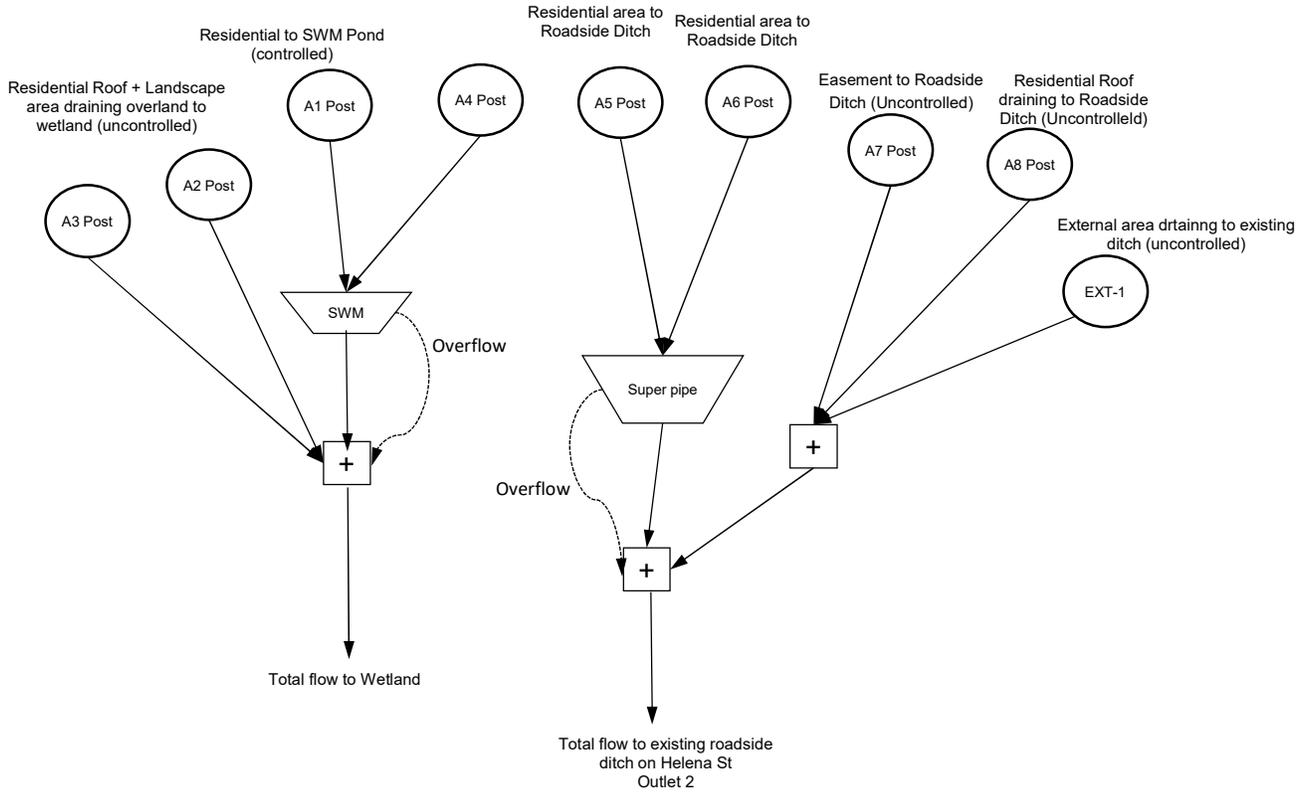 Residential area to
Roadside Ditch
Residential area to
Roadside Ditch
Residential to SWM Pond
(controlled)
Residential Roof + Landscape
area draining overland to
wetland (uncontrolled)
Easement to Roadside
Ditch (Uncontrolled)
Residential Roof
draining to Roadside
Ditch (Uncontrolleld)
A1 Post
A4 Post
A5 Post
A6 Post
A7 Post
A8 Post
A2 Post
A3 Post
External area drtainng to existing
ditch (uncontrolled)
EXT-1
SWM
Overflow
Super pipe
+
+
Overflow
+
Total flow to Wetland
Total flow to existing roadside
ditch on Helena St
Outlet 2